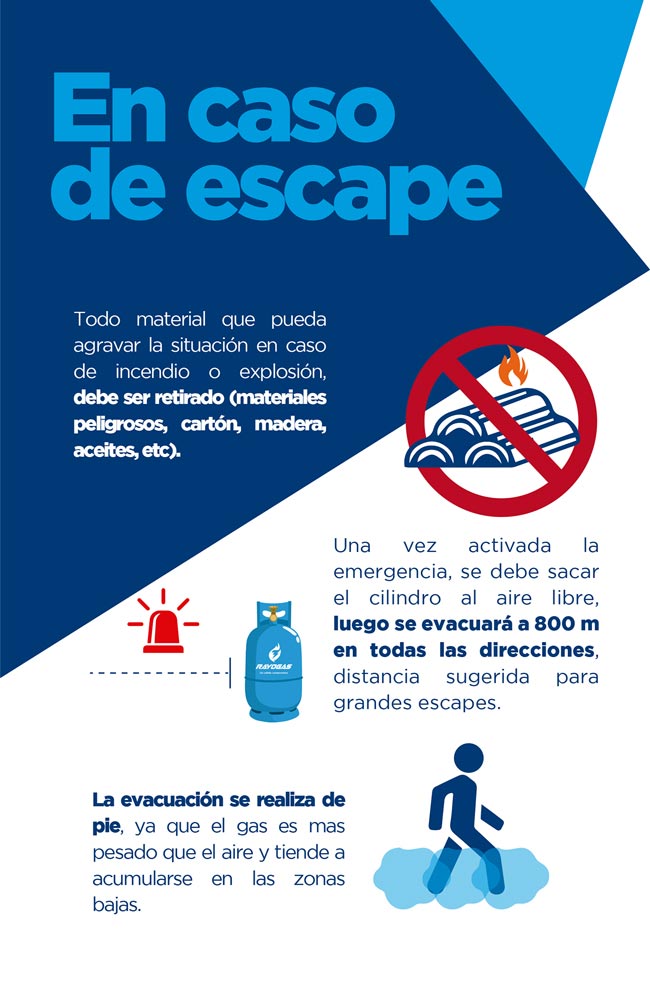 En caso
de escape
Todo material que pueda
agravar la situación en caso
de incendio o explosión,
debe ser retirado (materiales
peligrosos, cartón, madera,
aceites, etc).
Una vez activada la
emergencia, se debe sacar
el cilindro al aire libre,
luego se evacuará a 800 m
en todas las direcciones,
distancia sugerida para
grandes escapes.
RAYOGAS
La evacuación se realiza de
pie, ya que el gas es mas
pesado que el aire y tiende a
acumularse en las zonas
bajas.